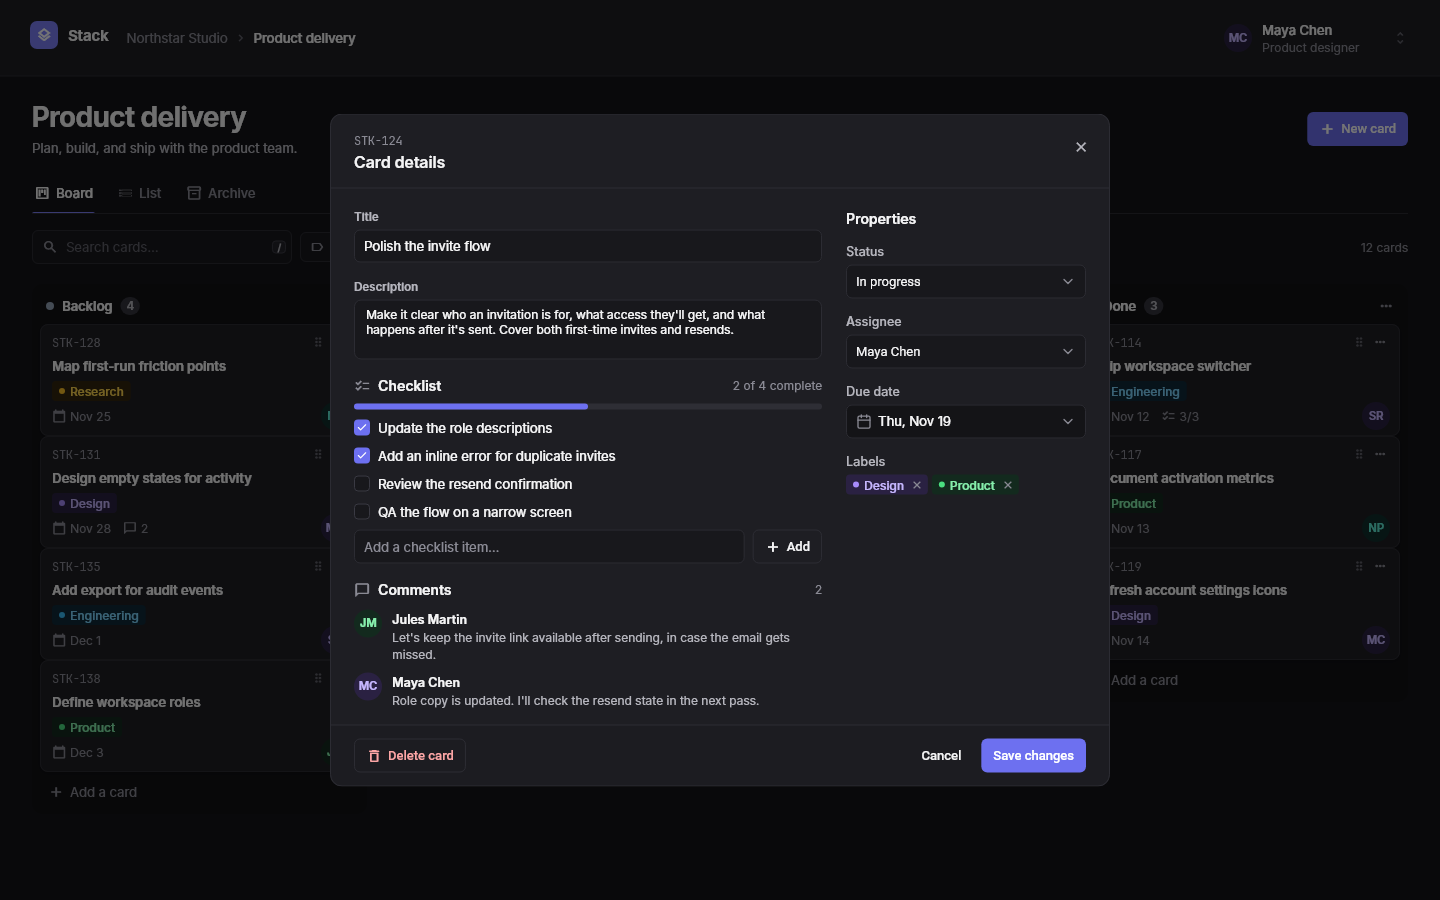 Stack
Northstar Studio
Product delivery
MC
Maya Chen
Product designer
Product delivery
Plan, build, and ship with the product team.
New card
Board
List
Archive
Search cards...
/
12 cards
Backlog
4
STK-128
Map first-run friction points
Research
Nov 25
STK-131
Design empty states for activity
Design
Nov 28
2
STK-135
Add export for audit events
Engineering
Dec 1
STK-138
Define workspace roles
Product
Dec 3
Add a card
STK-124
Card details
Title
Polish the invite flow
Description
Make it clear who an invitation is for, what access they'll get, and what
happens after it's sent. Cover both first-time invites and resends.
Checklist
2 of 4 complete
Update the role descriptions
Add an inline error for duplicate invites
Review the resend confirmation
QA the flow on a narrow screen
Add a checklist item...
Add
Comments
2
JM
Jules Martin
Let's keep the invite link available after sending, in case the email gets
missed.
MC
Maya Chen
Role copy is updated. I'll check the resend state in the next pass.
Properties
Status
In progress
Assignee
Maya Chen
Due date
Thu, Nov 19
Labels
Design
Product
Delete card
Cancel
Save changes
Done
3
-114
workspace switcher
Engineering
Nov 12
3/3
SR
-117
activation metrics
Product
Nov 13
NP
-119
account settings icons
Design
Nov 14
MC
Add a card